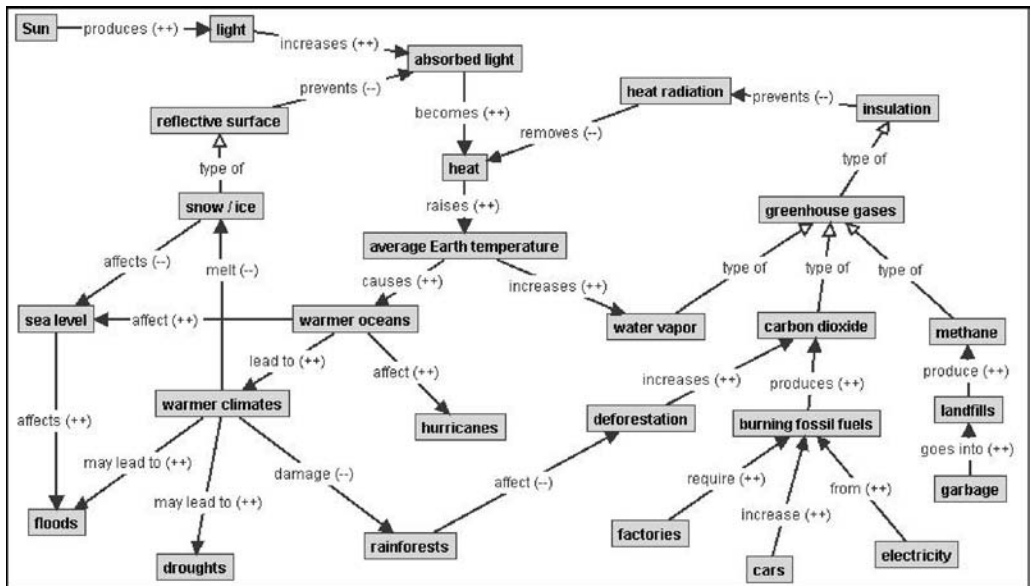 Sun
produces (++)
light
increases (++)
absorbed light
prevents (--)
heat radiation
prevents (--)
insulation
reflective surface
becomes (++)
removes (--)
type of
heat
type of
snow / ice
raises (++)
greenhouse gases
average Earth temperature
affects (--)
melt (--)
causes (++)
increases (++)
type of
type of
type of
sea level
affect (++)
warmer oceans
water vapor
carbon dioxide
methane
lead to (++)
affect (++)
increases (++)
produces (++)
produce (++)
warmer climates
hurricanes
deforestation
burning fossil fuels
landfills
affects (++)
may lead to (++)
damage (--)
affect (--)
require (++)
from (++)
goes into (++)
garbage
may lead to (++)
increase (++)
floods
rainforests
factories
electricity
droughts
cars